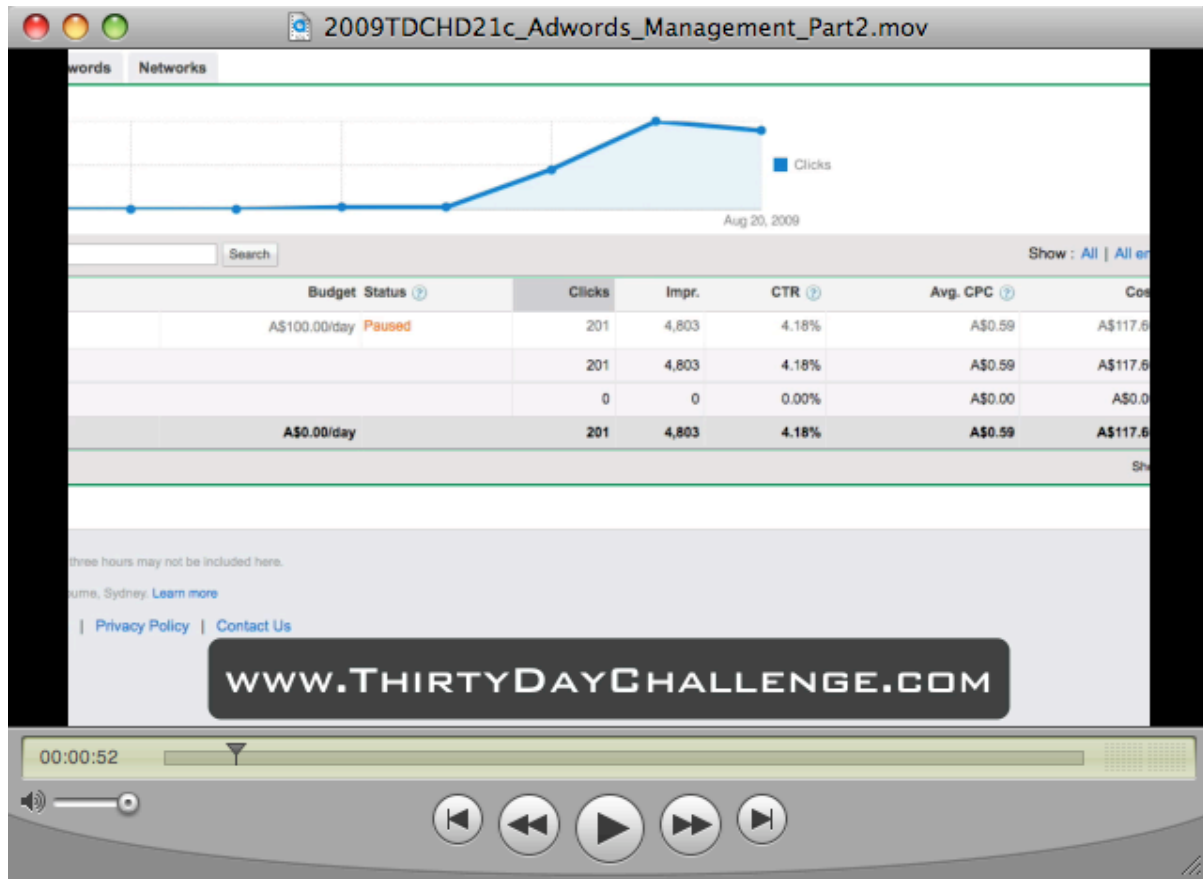 2009TDCHD21c_Adwords_Management_Part2.mov
words Networks
Clicks
Aug 20, 2009
Search Show : All | All en
Budget Status ? Clicks Impr. CTR ? Avg. CPC ? Cos
A$100.00/day Paused 201 4,803 4.18% A$0.59 A$117.6
201 4,803 4.18% A$0.59 A$117.6
0 0 0.00% A$0.00 A$0.0
A$0.00/day 201 4,803 4.18% A$0.59 A$117.6
Sh
three hours may not be included here.
ourne, Sydney. Learn more
| Privacy Policy | Contact Us
www.ThirtyDayChallenge.com
00:00:52